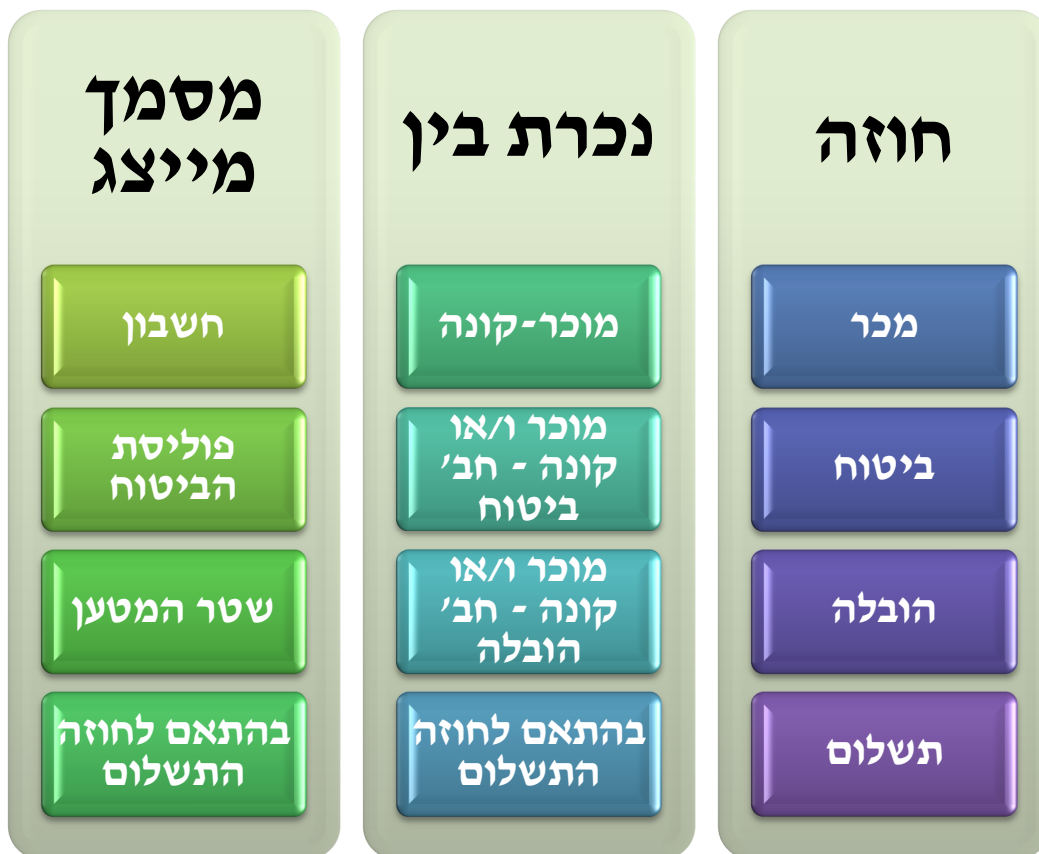 חוזה
מכר
ביטוח
הובלה
תשלום
נכרת בין
מוכר-קונה
מוכר ו/או
קונה - חב'
ביטוח
מוכר ו/או
קונה - חב'
הובלה
בהתאם לחוזה
התשלום
מסמך
מייצג
חשבון
פוליסת
הביטוח
שטר המטען
בהתאם לחוזה
התשלום